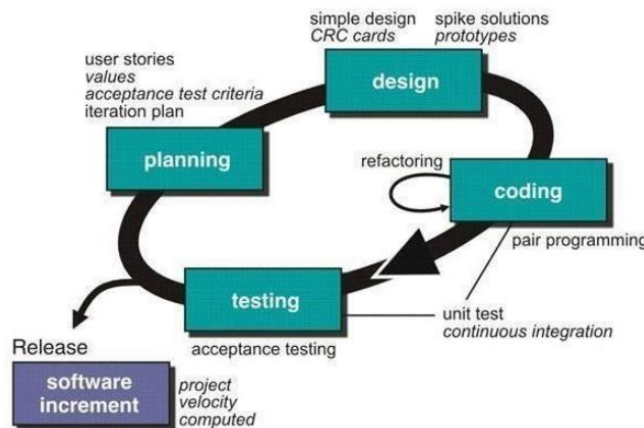 simple design
CRC cards
spike solutions
prototypes
user stories
values
acceptance test criteria
iteration plan
design
planning
refactoring
coding
pair programming
testing
unit test
continuous integration
acceptance testing
Release
software
increment
project
velocity
computed